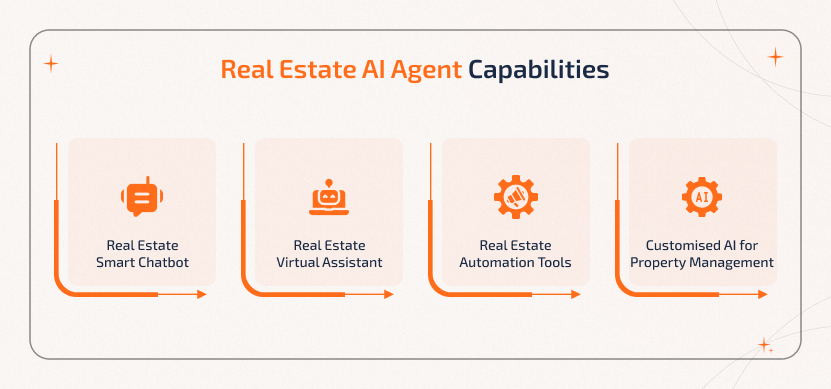 Real Estate AI Agent Capabilities
Real Estate
Smart Chatbot
Real Estate
Virtual Assistant
Real Estate
Automation Tools
AI
Customised AI for
Property Management